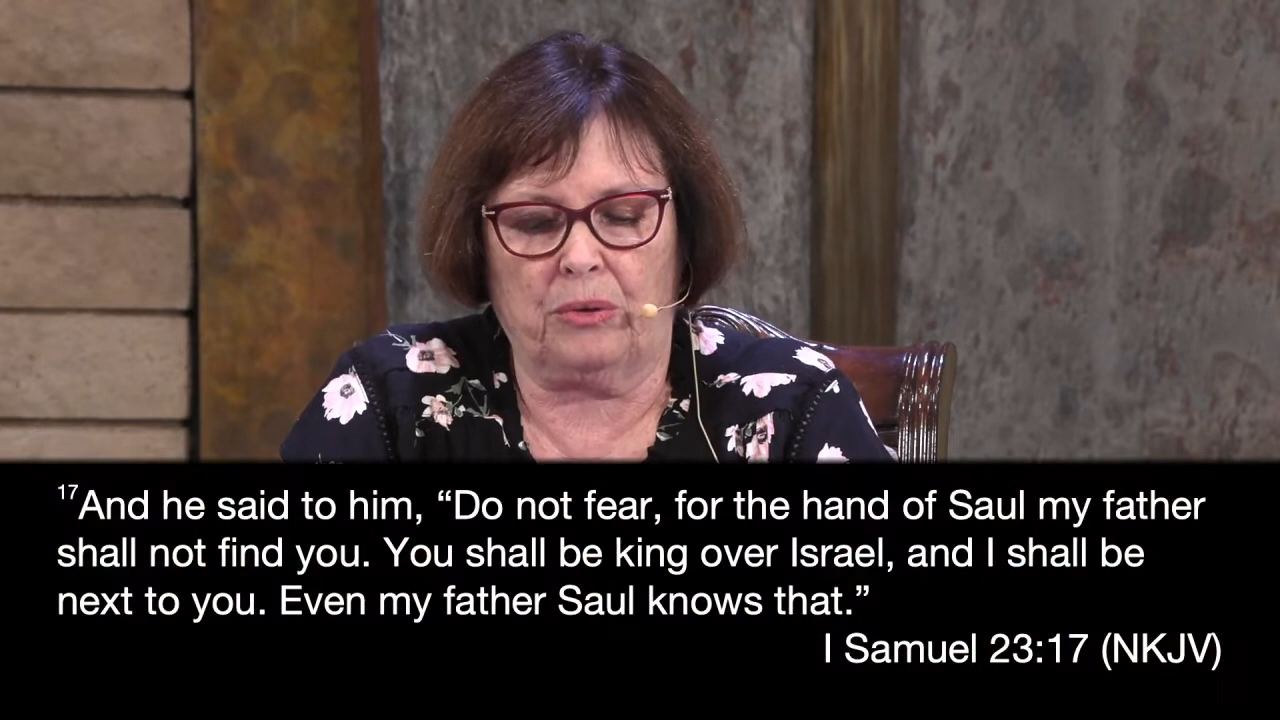 17And he said to him, “Do not fear, for the hand of Saul my father
shall not find you. You shall be king over Israel, and I shall be
next to you. Even my father Saul knows that.”
I Samuel 23:17 (NKJV)